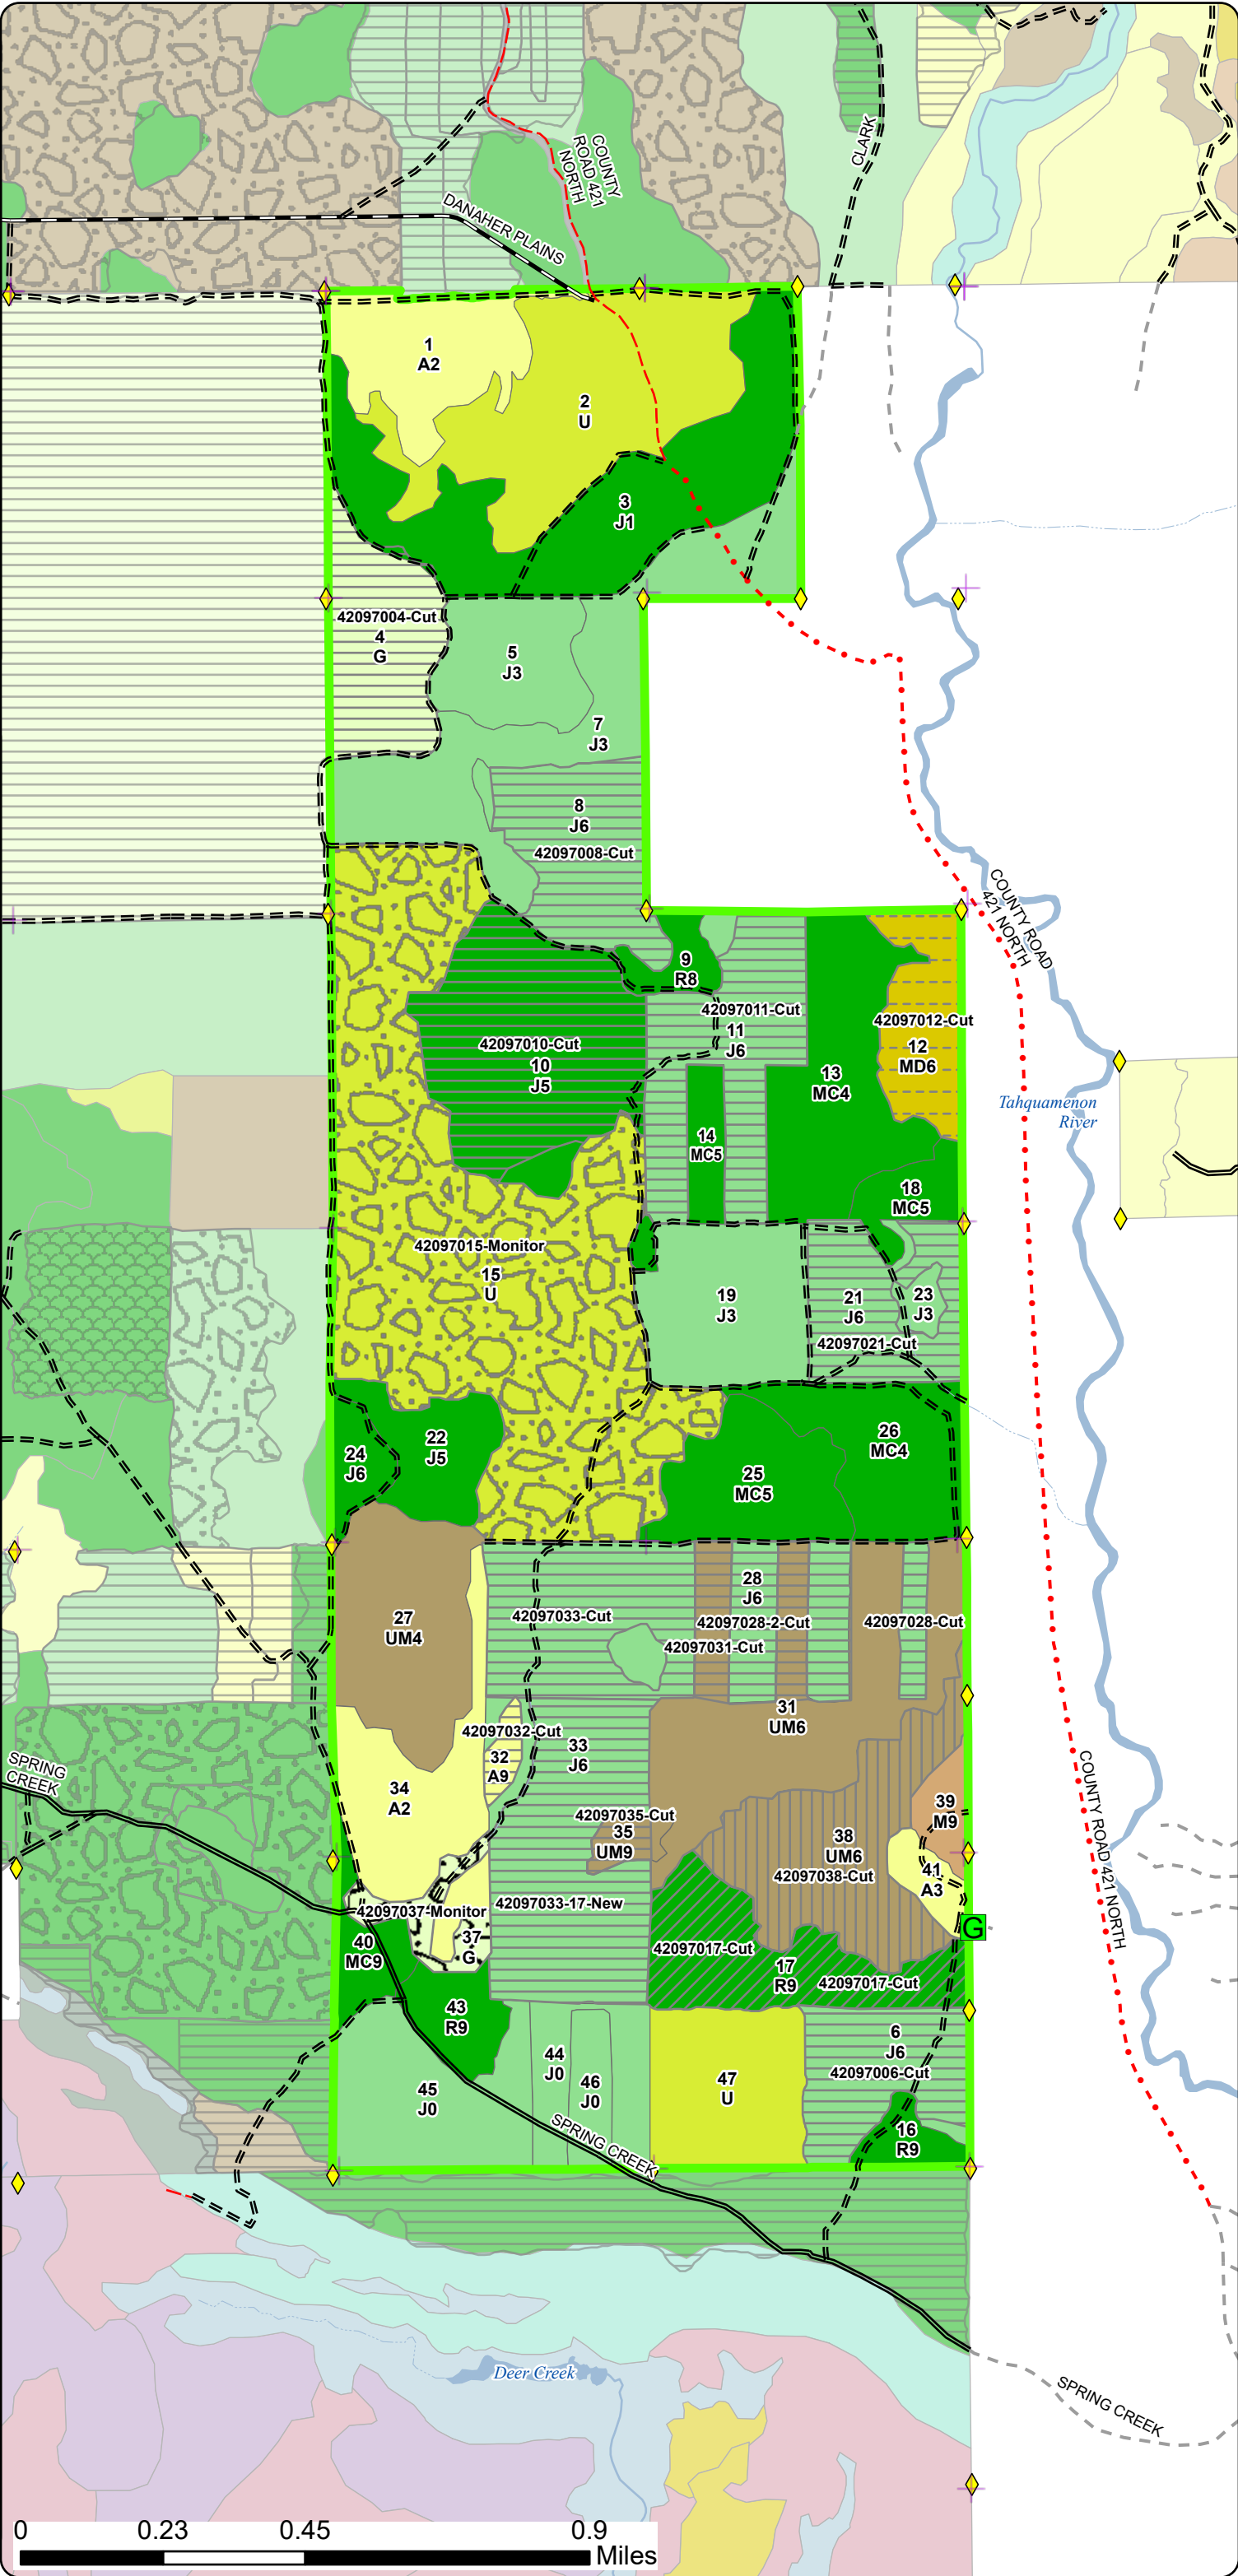 COUNTY
ROAD 421
NORTH
CLARK
DANAHER PLAINS
1
A2
2
U
3
J1
42097004-Cut
4
G
5
J3
7
J3
8
J6
42097008-Cut
COUNTY ROAD
421 NORTH
9
R8
42097011-Cut
11
J6
42097012-Cut
12
MD6
42097010-Cut
10
J5
13
MC4
Tahquamenon
River
14
MC5
18
MC5
42097015-Monitor
15
U
19
J3
21
J6
23
J3
42097021-Cut
22
J5
24
J6
26
MC4
25
MC5
28
J6
27
UM4
42097033-Cut
42097028-2-Cut
42097028-Cut
42097031-Cut
31
UM6
42097032-Cut
32
A9
33
J6
SPRING
CREEK
34
A2
39
M9
42097035-Cut
35
UM9
38
UM6
42097038-Cut
41
A3
COUNTY ROAD 421 NORTH
42097033-17-New
42097037-Monitor
37
G
G
40
MC9
42097017-Cut
17
R9
42097017-Cut
43
R9
6
J6
42097006-Cut
44
J0
46
J0
47
U
45
J0
16
R9
SPRING CREEK
Deer Creek
SPRING CREEK
0 0.23 0.45 0.9
Miles